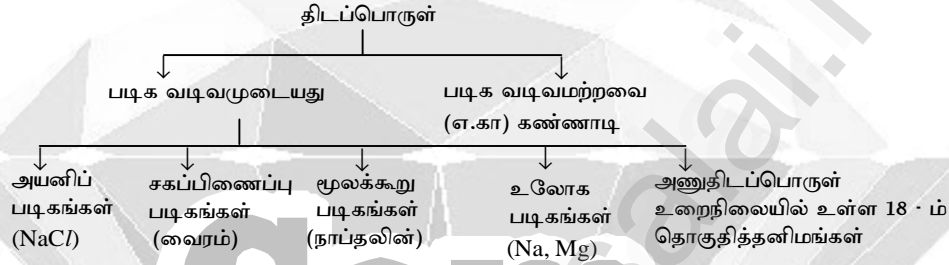 திடப்பொருள்
படிக வடிவமுடையது
படிக வடிவமற்றவை
(எ.கா) கண்ணாடி
அயனிப்
படிகங்கள்
(NaCl)
சகப்பிணைப்பு
படிகங்கள்
(வைரம்)
மூலக்கூறு
படிகங்கள்
(நாப்தலின்)
உலோக
படிகங்கள்
(Na, Mg)
அணுதிடப்பொருள்
உறைநிலையில் உள்ள 18 - ம்
தொகுதித்தனிமங்கள்